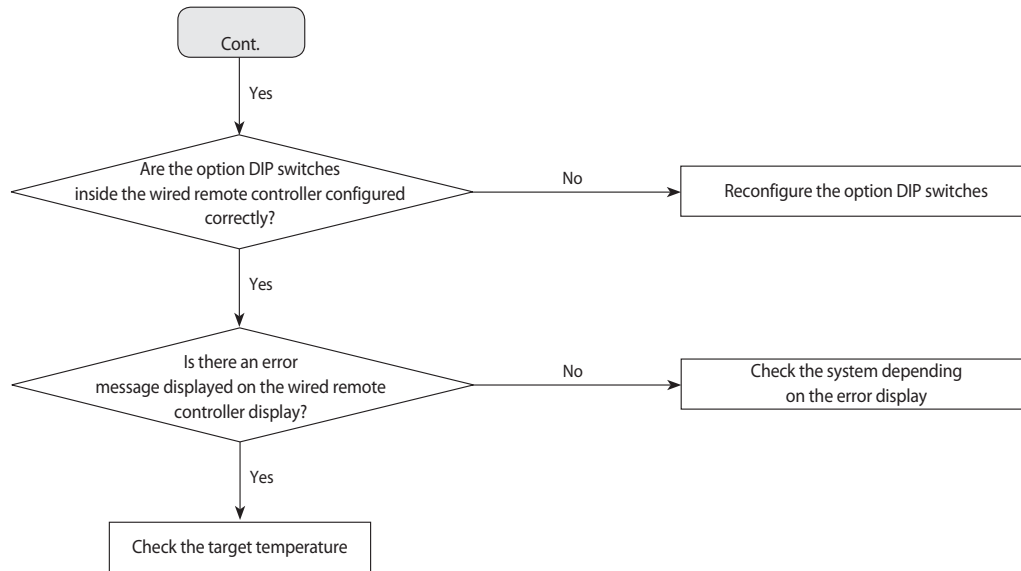 Cont.
Yes
Are the option DIP switches
inside the wired remote controller configured
correctly?
No
Reconfigure the option DIP switches
Yes
Is there an error
message displayed on the wired remote
controller display?
No
Check the system depending
on the error display
Yes
Check the target temperature